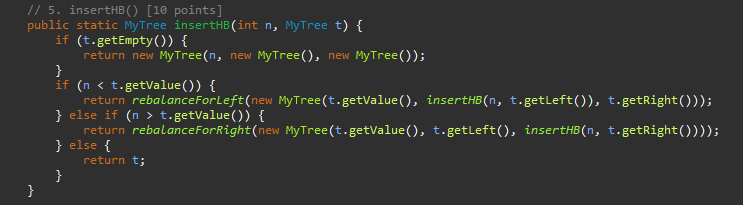 // 5. insertHB() [10 points]
public static MyTree insertHB(int n, MyTree t) {
    if (t.getEmpty()) {
        return new MyTree(n, new MyTree(), new MyTree());
    }
    if (n < t.getValue()) {
        return rebalanceForLeft(new MyTree(t.getValue(), insertHB(n, t.getLeft()), t.getRight()));
    } else if (n > t.getValue()) {
        return rebalanceForRight(new MyTree(t.getValue(), t.getLeft(), insertHB(n, t.getRight())));
    } else {
        return t;
    }
}